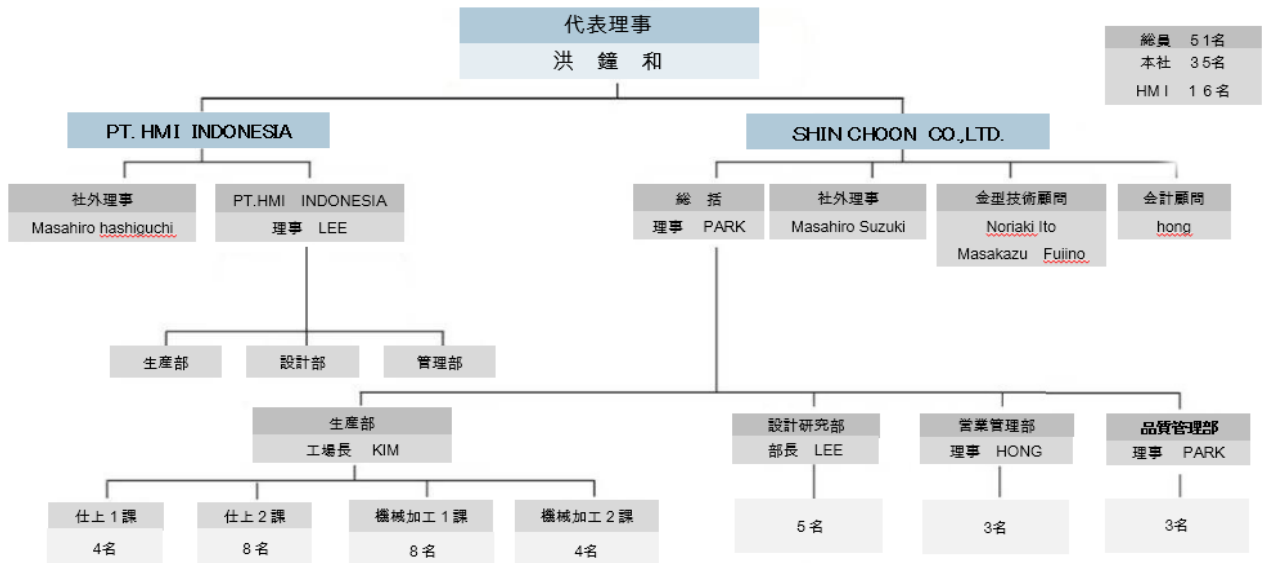 代表理事
洪 鐘 和
総員 51名
本社 35名
HMI 16名
PT. HMI INDONESIA
SHIN CHOON CO.,LTD.
社外理事
Masahiro hashiguchi
PT.HMI INDONESIA
理事 LEE
総 括
理事 PARK
社外理事
Masahiro Suzuki
金型技術顧問
Noriaki Ito
Masakazu Fujino
会計顧問
hong
生産部
設計部
管理部
生産部
工場長 KIM
設計研究部
部長 LEE
営業管理部
理事 HONG
品質管理部
理事 PARK
仕上1課
4名
仕上2課
8名
機械加工1課
8名
機械加工2課
4名
5名
3名
3名